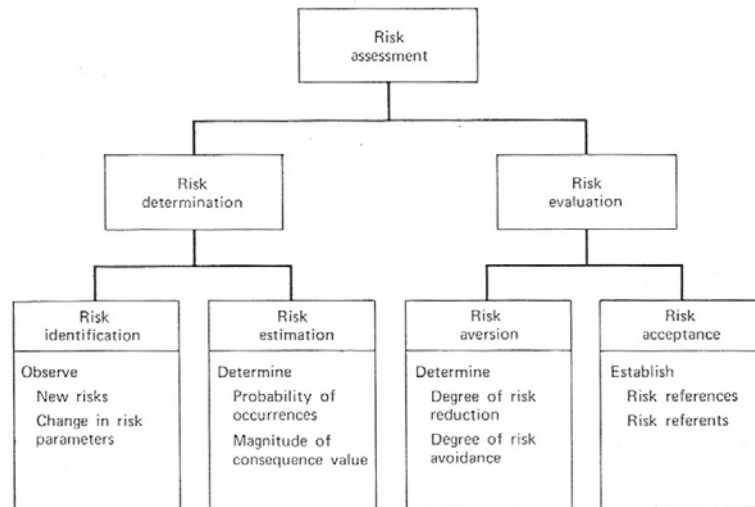 Risk
assessment
Risk
determination
Risk
evaluation
Risk
identification
Observe
New risks
Change in risk
parameters
Risk
estimation
Determine
Probability of
occurrences
Magnitude of
consequence value
Risk
aversion
Determine
Degree of risk
reduction
Degree of risk
avoidance
Risk
acceptance
Establish
Risk references
Risk referents